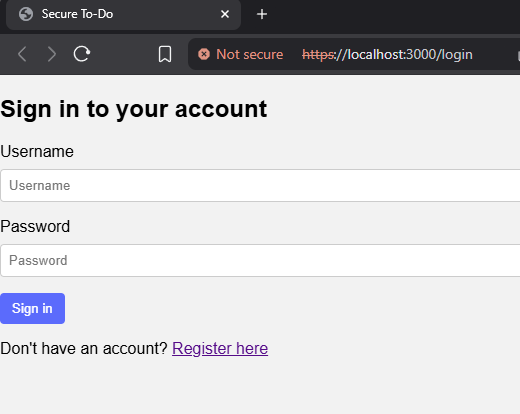 Secure To-Do
Not secure https://localhost:3000/login
Sign in to your account
Username
Username
Password
Password
Sign in
Don't have an account? Register here